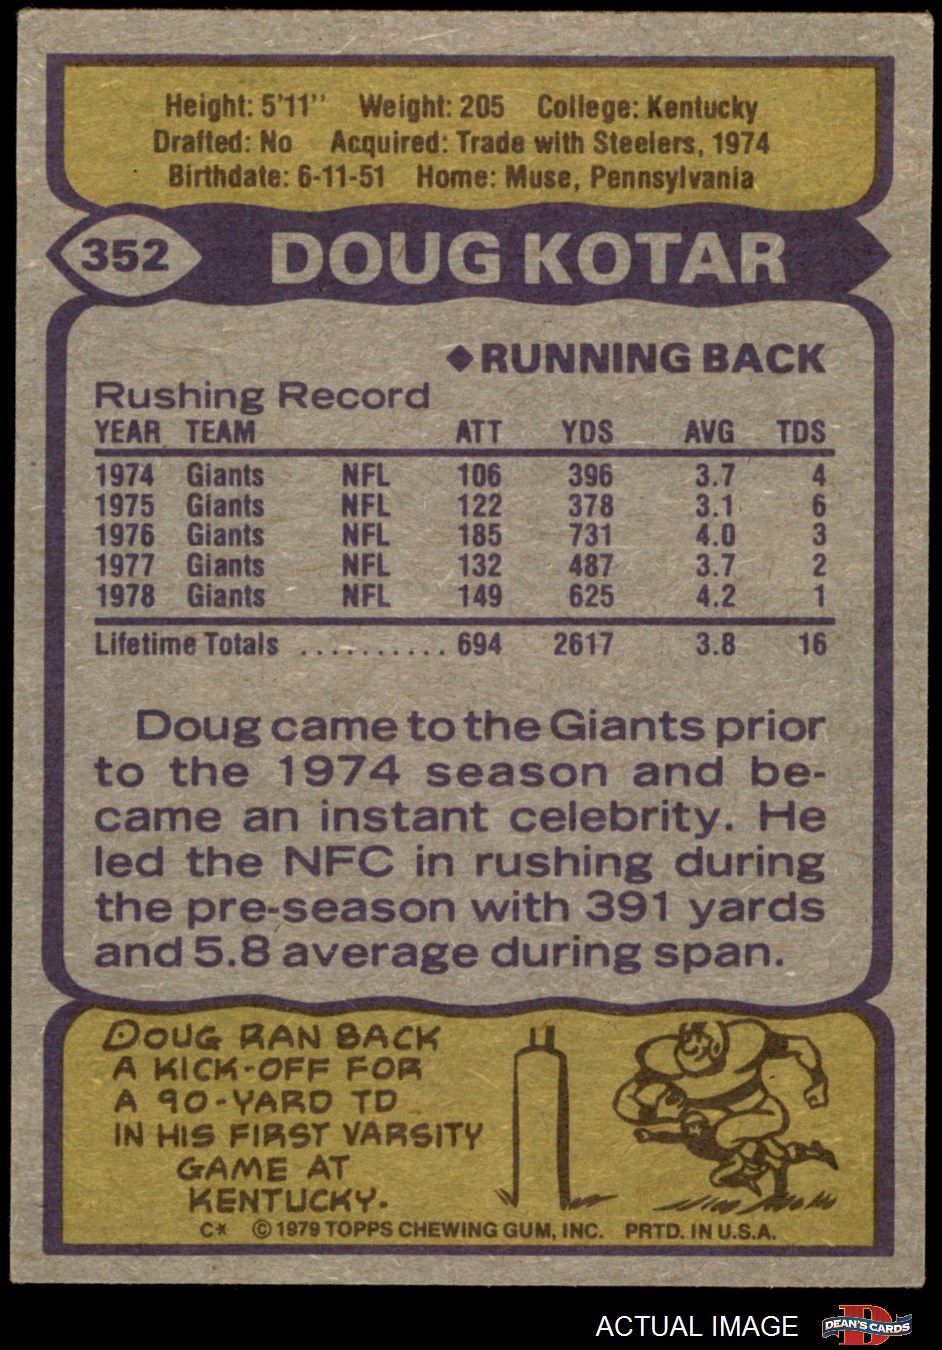 Height: 5'11" Weight: 205 College: Kentucky
Drafted: No Acquired: Trade with Steelers, 1974
Birthdate: 6-11-51 Home: Muse, Pennsylvania
352 DOUG KOTAR
◆RUNNING BACK
Rushing Record
YEAR TEAM ATT YDS AVG TDS
1974 Giants NFL 106 396 3.7 4
1975 Giants NFL 122 378 3.1 6
1976 Giants NFL 185 731 4.0 3
1977 Giants NFL 132 487 3.7 2
1978 Giants NFL 149 625 4.2 1
Lifetime Totals .......... 694 2617 3.8 16
Doug came to the Giants prior
to the 1974 season and be-
came an instant celebrity. He
led the NFC in rushing during
the pre-season with 391 yards
and 5.8 average during span.
DOUG RAN BACK
A KICK-OFF FOR
A 90-YARD TD
IN HIS FIRST VARSITY
GAME AT
KENTUCKY.
C* © 1979 TOPPS CHEWING GUM, INC. PRTD. IN U.S.A.
ACTUAL IMAGE D DEAN'S CARDS